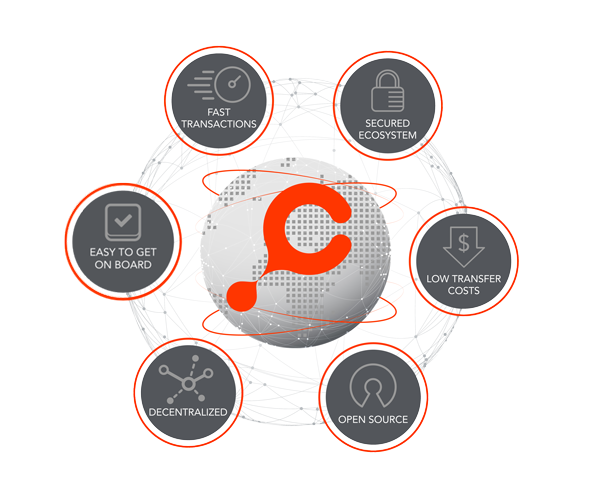 FAST
TRANSACTIONS
SECURED
ECOSYSTEM
EASY TO GET
ON BOARD
$
LOW TRANSFER
COSTS
DECENTRALIZED
OPEN SOURCE